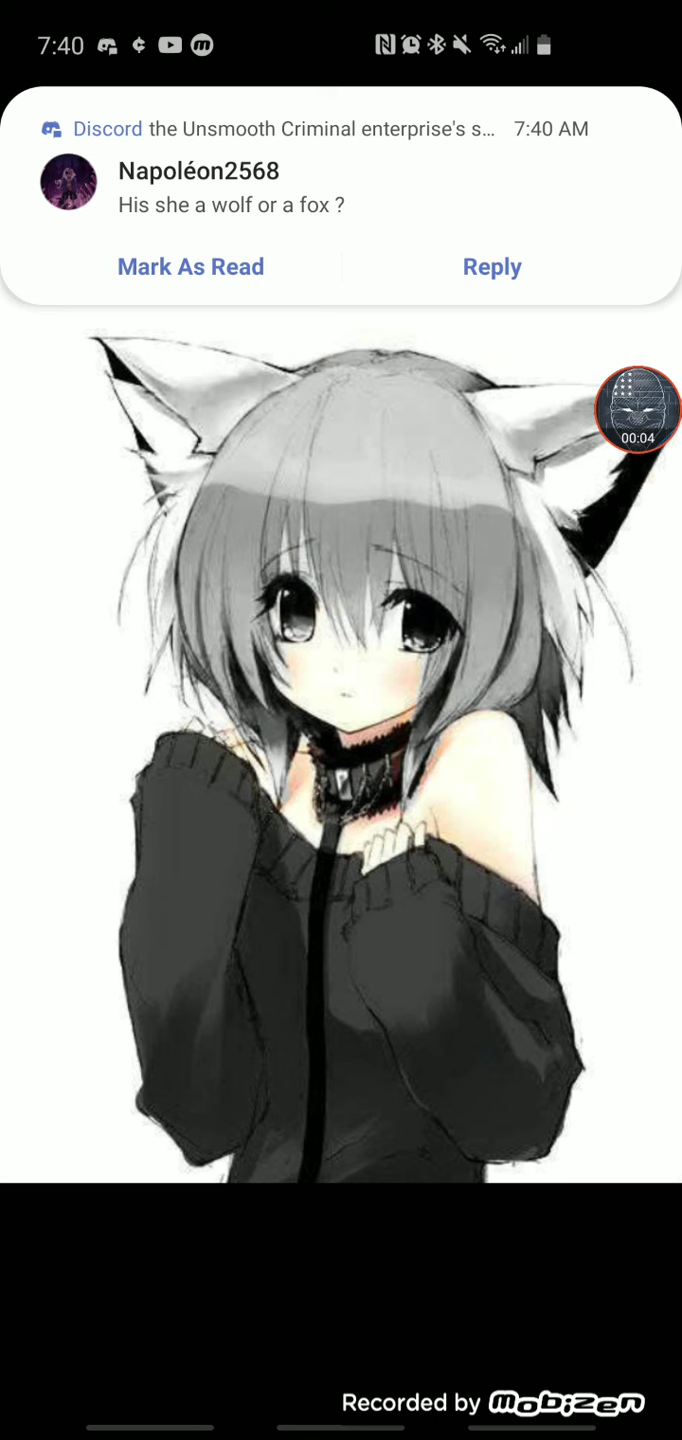 7:40
Discord the Unsmooth Criminal enterprise's s... 7:40 AM
Napoléon2568
His she a wolf or a fox ?
Mark As Read Reply
00:04
Recorded by mobizen